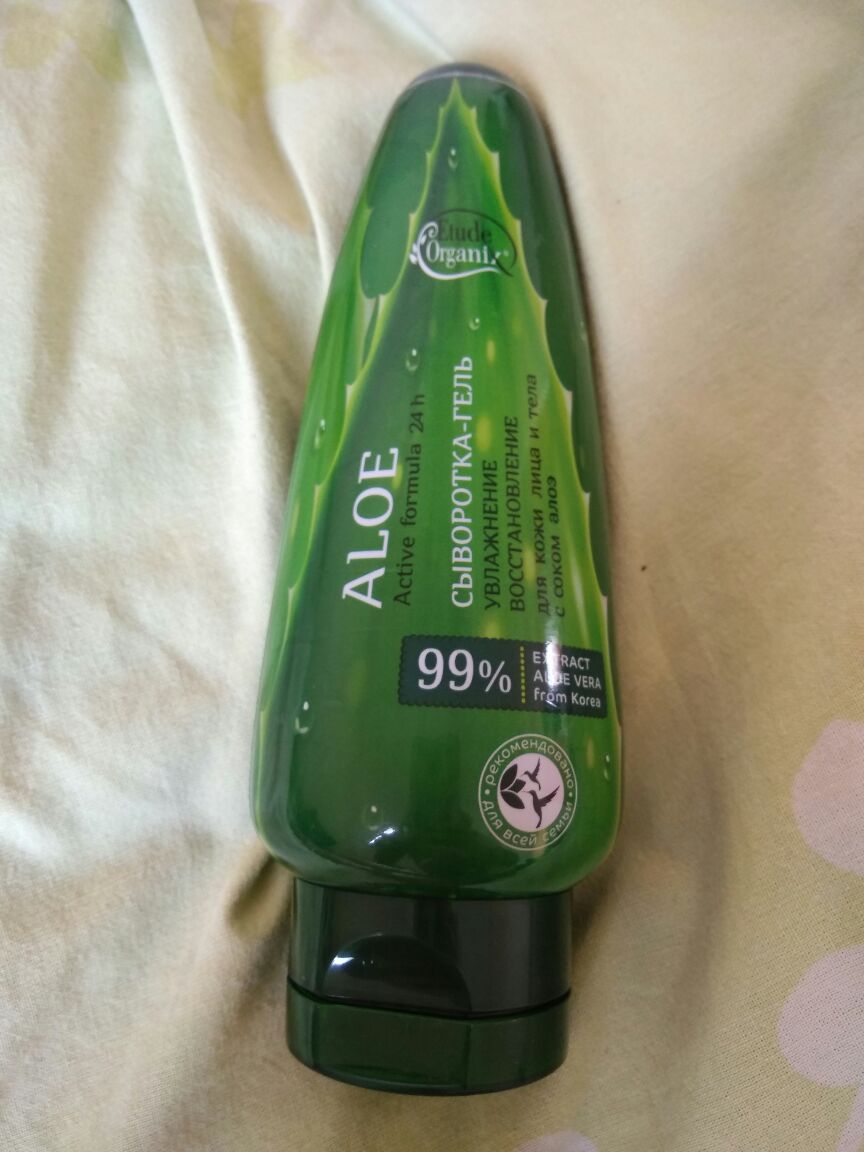 Etude
Organix®
ALOE
Active formula 24 h
СЫВОРОТКА-ГЕЛЬ
УВЛАЖНЕНИЕ
ВОССТАНОВЛЕНИЕ
для кожи лица и тела
с соком алоэ
99%
EXTRACT
ALOE VERA
from Korea
• рекомендовано •
для всей семьи